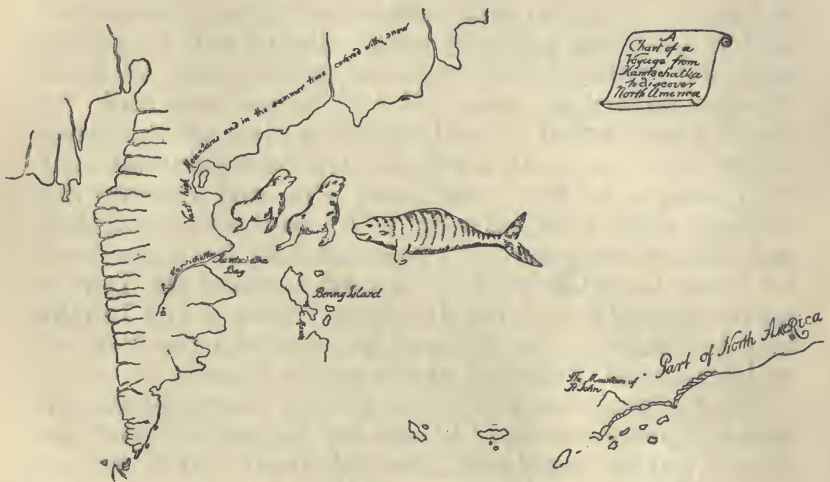 A
Chart of a
Voyage from
Kamtschatka
to discover
North America
Vast high Mountains and in the summer time covered with snow
Kamtschatka
Bay
Bering Island
Part of North America
The Mountain of
St John